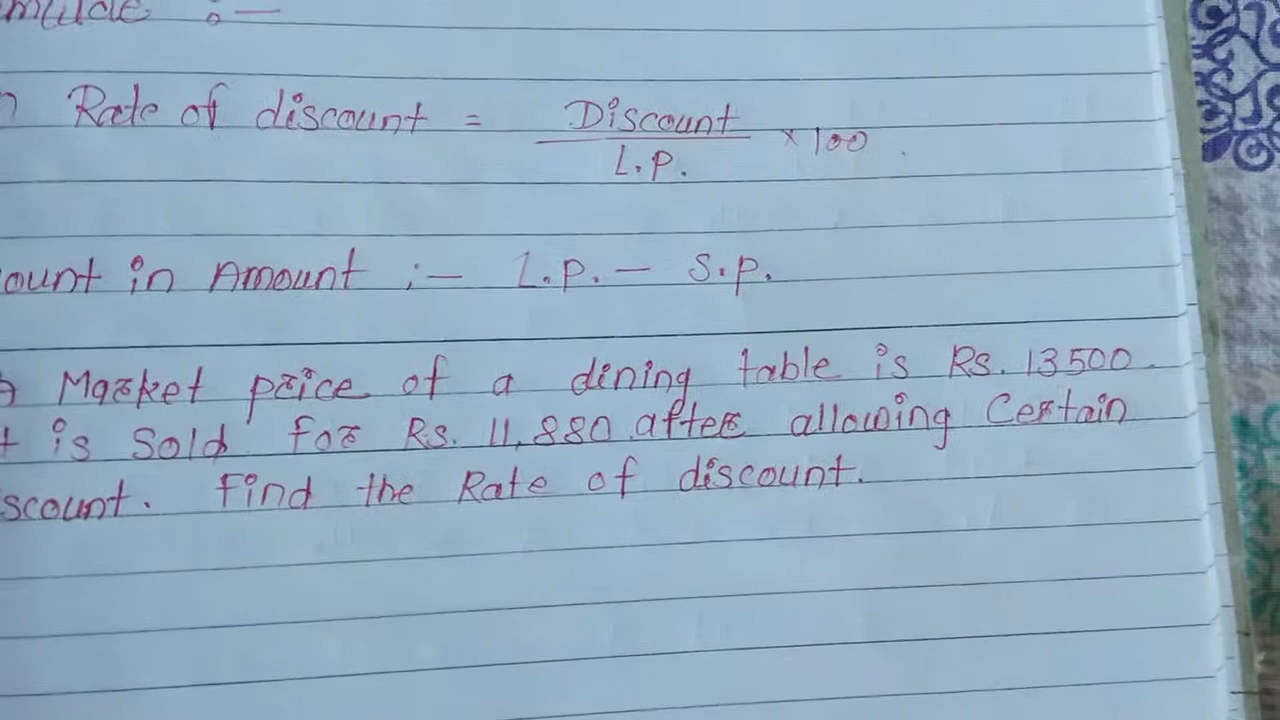 Rate of discount = Discount / L.P. × 100.
ount in Amount :- L.P. - S.P.
Market price of a dining table is Rs. 13500.
t is Sold for Rs. 11,880 after allowing Certain
scount. Find the Rate of discount.